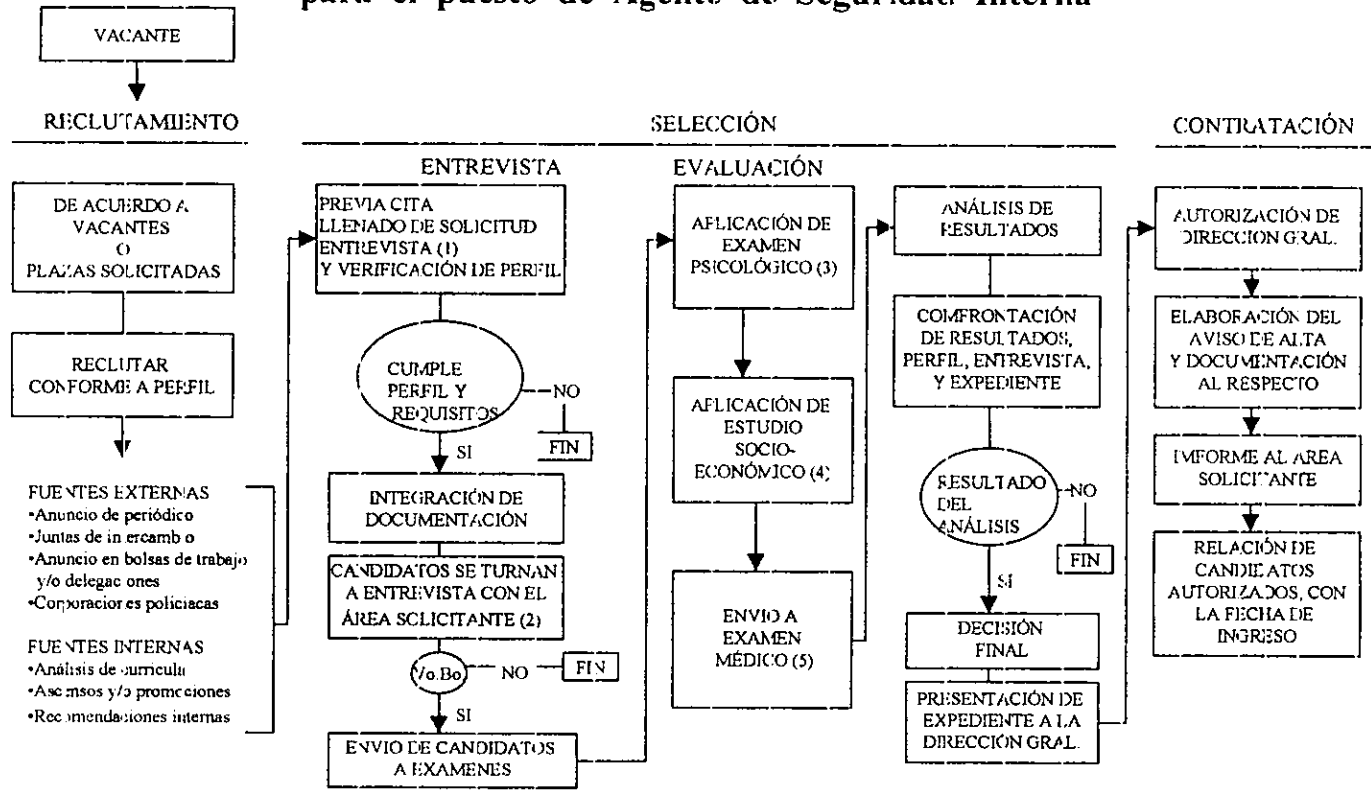 para el puesto de Agente de Seguridad Interna
VACANTE
RECLUTAMIENTO
DE ACUERDO A
VACANTES
O
PLAZAS SOLICITADAS
RECLUTAR
CONFORME A PERFIL
FUENTES EXTERNAS
•Anuncio de periódico
•Juntas de in ercamb o
•Anuncio en bolsas de trabajo
y/o delegac ones
•Corporaciones policiacas
FUENTES INTERNAS
•Análisis de curricula
•Ascensos y/o promociones
•Recomendaciones internas
SELECCIÓN
ENTREVISTA
PREVIA CITA
LLENADO DE SOLICITUD
ENTREVISTA (1)
Y VERIFICACIÓN DE PERFIL
CUMPLE
PERFIL Y
REQUISITOS
NO
FIN
SI
INTEGRACIÓN DE
DOCUMENTACIÓN
CANDIDATOS SE TURNAN
A ENTREVISTA CON EL
ÁREA SOLICITANTE (2)
Vo.Bo
NO
FIN
SI
ENVIO DE CANDIDATOS
A EXAMENES
EVALUACIÓN
APLICACIÓN DE
EXAMEN
PSICOLÓGICO (3)
APLICACIÓN DE
ESTUDIO
SOCIO-
ECONÓMICO (4)
ENVIO A
EXAMEN
MÉDICO (5)
ANÁLISIS DE
RESULTADOS
COMFRONTACIÓN
DE RESULTADOS,
PERFIL, ENTREVISTA,
Y EXPEDIENTE
RESULTADO
DEL
ANÁLISIS
NO
FIN
SI
DECISIÓN
FINAL
PRESENTACIÓN DE
EXPEDIENTE A LA
DIRECCIÓN GRAL.
CONTRATACIÓN
AUTORIZACIÓN DE
DIRECCION GRAL.
ELABORACIÓN DEL
AVISO DE ALTA
Y DOCUMENTACIÓN
AL RESPECTO
IMFORME AL AREA
SOLICITANTE
RELACIÓN DE
CANDIDATOS
AUTORIZADOS, CON
LA FECHA DE
INGRESO